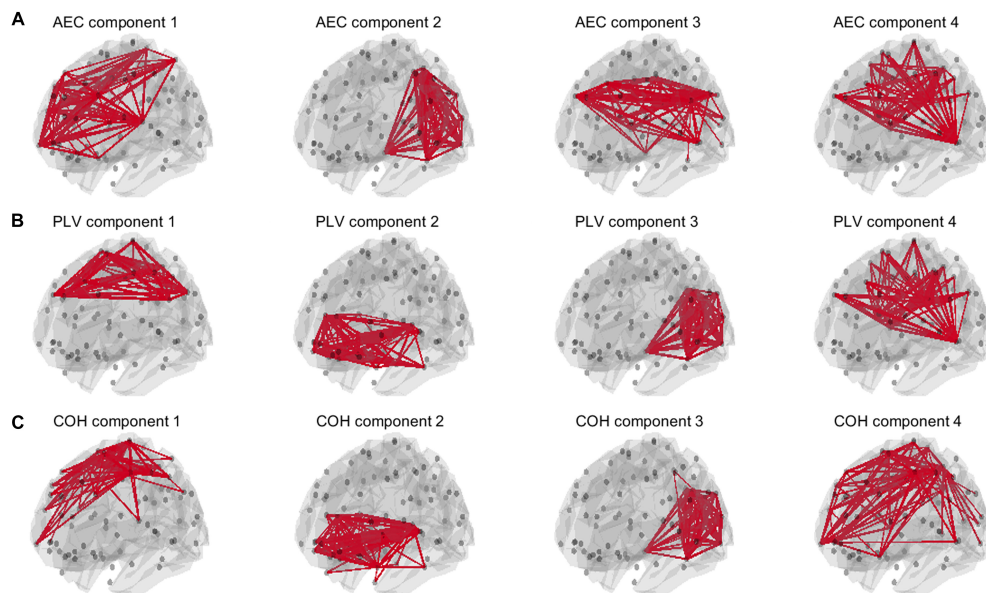 A AEC component 1 AEC component 2 AEC component 3 AEC component 4
B PLV component 1 PLV component 2 PLV component 3 PLV component 4
C COH component 1 COH component 2 COH component 3 COH component 4